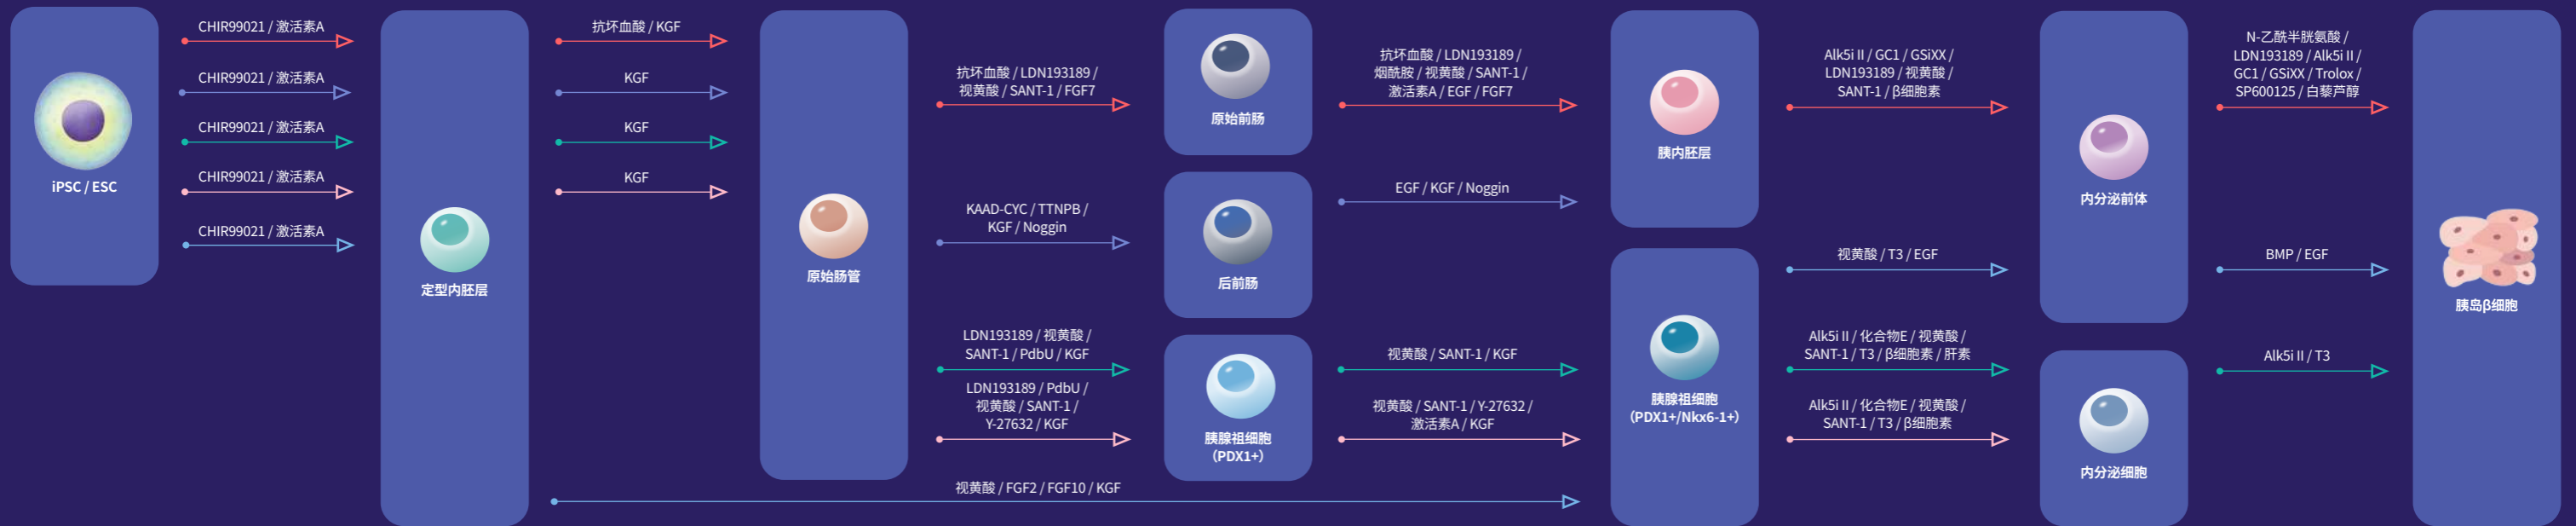 iPSC / ESC
CHIR99021 / 激活素A
CHIR99021 / 激活素A
CHIR99021 / 激活素A
CHIR99021 / 激活素A
CHIR99021 / 激活素A
定型内胚层
抗坏血酸 / KGF
KGF
KGF
KGF
原始肠管
抗坏血酸 / LDN193189 /
视黄酸 / SANT-1 / FGF7
KAAD-CYC / TTNPB /
KGF / Noggin
LDN193189 / 视黄酸 /
SANT-1 / PdbU / KGF
LDN193189 / PdbU /
视黄酸 / SANT-1 /
Y-27632 / KGF
视黄酸 / FGF2 / FGF10 / KGF
原始前肠
后前肠
胰腺祖细胞
（PDX1+）
抗坏血酸 / LDN193189 /
烟酰胺 / 视黄酸 / SANT-1 /
激活素A / EGF / FGF7
EGF / KGF / Noggin
视黄酸 / SANT-1 / KGF
视黄酸 / SANT-1 / Y-27632 /
激活素A / KGF
胰内胚层
胰腺祖细胞
（PDX1+/Nkx6-1+）
Alk5i II / GC1 / GSiXX /
LDN193189 / 视黄酸 /
SANT-1 / β细胞素
视黄酸 / T3 / EGF
Alk5i II / 化合物E / 视黄酸 /
SANT-1 / T3 / β细胞素 / 肝素
Alk5i II / 化合物E / 视黄酸 /
SANT-1 / T3 / β细胞素
内分泌前体
内分泌细胞
N-乙酰半胱氨酸 /
LDN193189 / Alk5i II /
GC1 / GSiXX / Trolox /
SP600125 / 白藜芦醇
BMP / EGF
Alk5i II / T3
胰岛β细胞